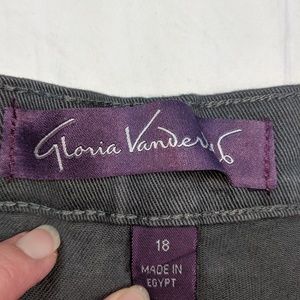 Gloria Vanderbilt
18
MADE IN
EGYPT